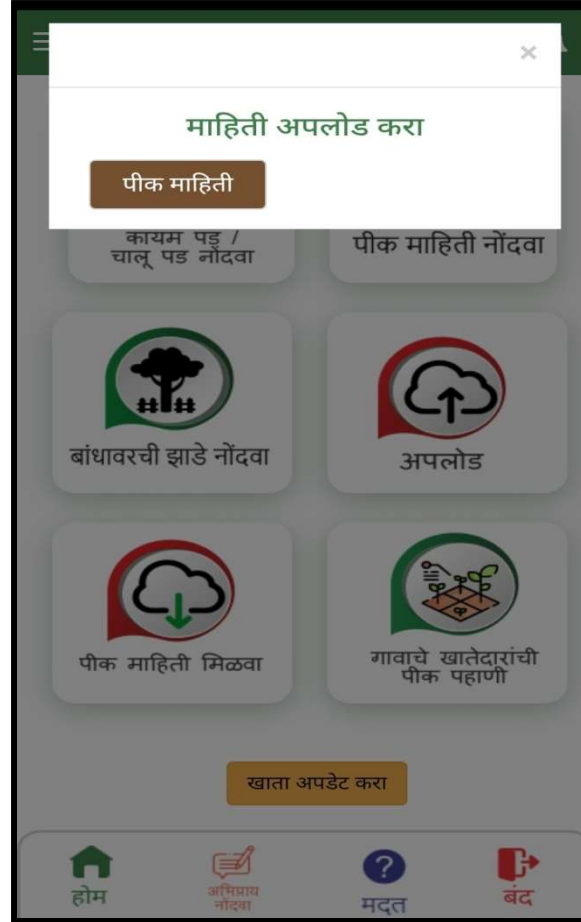 ×
माहिती अपलोड करा
पीक माहिती
कायम पड /
चालू पड नोंदवा
पीक माहिती नोंदवा
बांधावरची झाडे नोंदवा
अपलोड
पीक माहिती मिळवा
गावाचे खातेदारांची
पीक पहाणी
खाता अपडेट करा
होम
अभिप्राय
नोंदवा
मदत
बंद